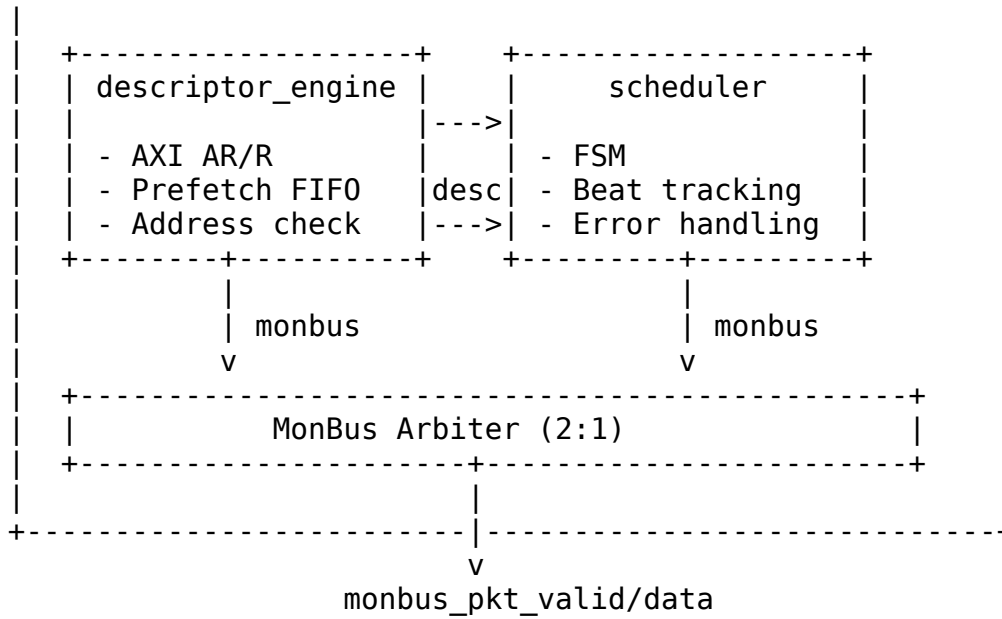 descriptor_engine scheduler
- AXI AR/R - FSM
- Prefetch FIFO desc - Beat tracking
- Address check - Error handling
monbus monbus
MonBus Arbiter (2:1)
monbus_pkt_valid/data